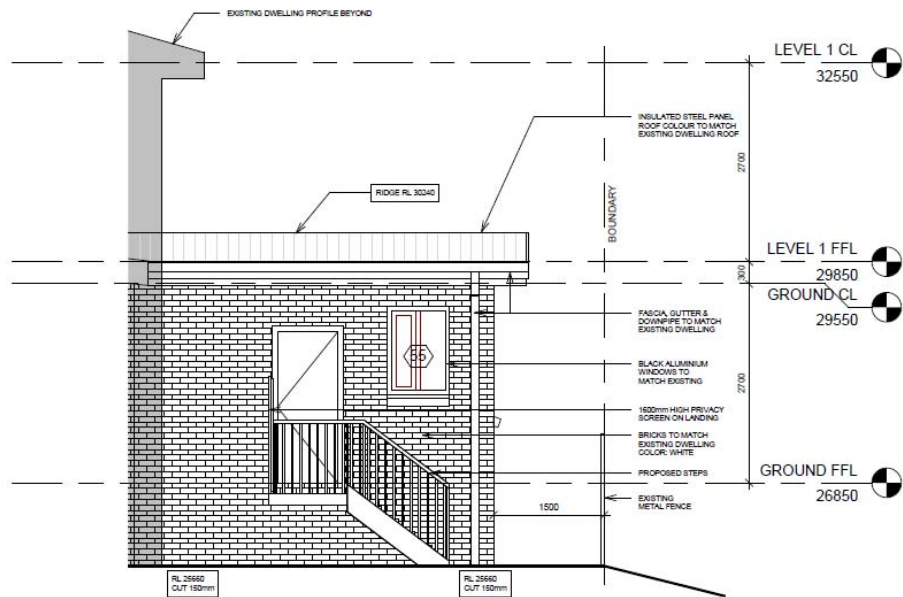 EXISTING DWELLING PROFILE BEYOND
LEVEL 1 CL
32550
INSULATED STEEL PANEL
ROOF COLOUR TO MATCH
EXISTING DWELLING ROOF
2700
RIDGE RL 30240
BOUNDARY
LEVEL 1 FFL
29850
300
GROUND CL
29550
FASCIA, GUTTER &
DOWNPIPE TO MATCH
EXISTING DWELLING
55
BLACK ALUMINIUM
WINDOWS TO
MATCH EXISTING
2700
1600mm HIGH PRIVACY
SCREEN ON LANDING
BRICKS TO MATCH
EXISTING DWELLING
COLOR: WHITE
PROPOSED STEPS
GROUND FFL
26850
EXISTING
METAL FENCE
1500
RL 25660
CUT 150mm
RL 25660
CUT 150mm